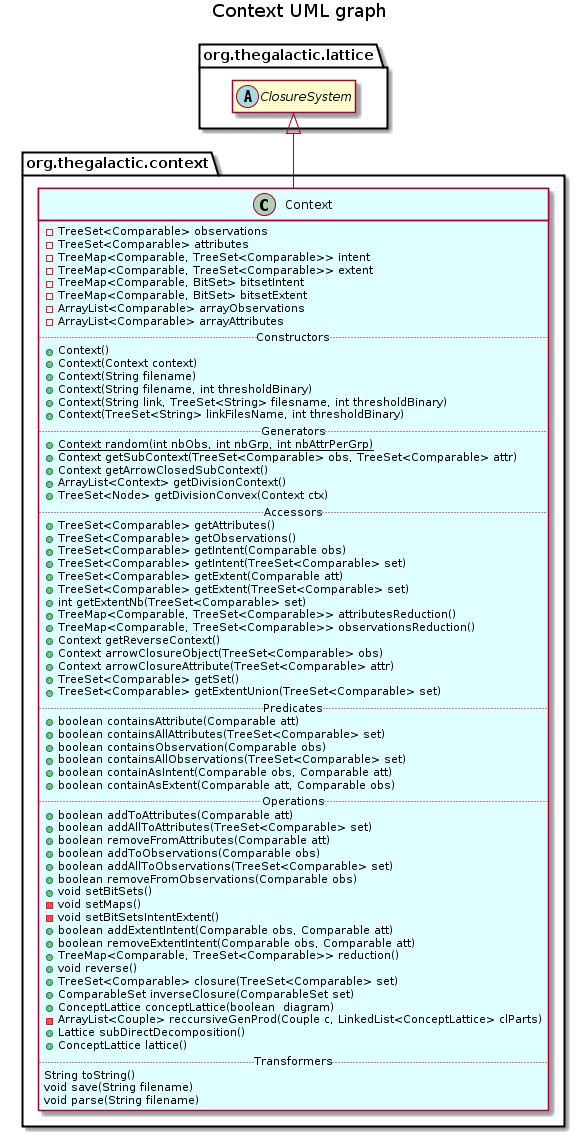 Context UML graph
org.thegalactic.lattice
A ClosureSystem
org.thegalactic.context
C Context
TreeSet<Comparable> observations
TreeSet<Comparable> attributes
TreeMap<Comparable, TreeSet<Comparable>> intent
TreeMap<Comparable, TreeSet<Comparable>> extent
TreeMap<Comparable, BitSet> bitsetIntent
TreeMap<Comparable, BitSet> bitsetExtent
ArrayList<Comparable> arrayObservations
ArrayList<Comparable> arrayAttributes
Constructors
Context()
Context(Context context)
Context(String filename)
Context(String filename, int thresholdBinary)
Context(String link, TreeSet<String> filesname, int thresholdBinary)
Context(TreeSet<String> linkFilesName, int thresholdBinary)
Generators
Context random(int nbObs, int nbGrp, int nbAttrPerGrp)
Context getSubContext(TreeSet<Comparable> obs, TreeSet<Comparable> attr)
Context getArrowClosedSubContext()
ArrayList<Context> getDivisionContext()
TreeSet<Node> getDivisionConvex(Context ctx)
Accessors
TreeSet<Comparable> getAttributes()
TreeSet<Comparable> getObservations()
TreeSet<Comparable> getIntent(Comparable obs)
TreeSet<Comparable> getIntent(TreeSet<Comparable> set)
TreeSet<Comparable> getExtent(Comparable att)
TreeSet<Comparable> getExtent(TreeSet<Comparable> set)
int getExtentNb(TreeSet<Comparable> set)
TreeMap<Comparable, TreeSet<Comparable>> attributesReduction()
TreeMap<Comparable, TreeSet<Comparable>> observationsReduction()
Context getReverseContext()
Context arrowClosureObject(TreeSet<Comparable> obs)
Context arrowClosureAttribute(TreeSet<Comparable> attr)
TreeSet<Comparable> getSet()
TreeSet<Comparable> getExtentUnion(TreeSet<Comparable> set)
Predicates
boolean containsAttribute(Comparable att)
boolean containsAllAttributes(TreeSet<Comparable> set)
boolean containsObservation(Comparable obs)
boolean containsAllObservations(TreeSet<Comparable> set)
boolean containAsIntent(Comparable obs, Comparable att)
boolean containAsExtent(Comparable att, Comparable obs)
Operations
boolean addToAttributes(Comparable att)
boolean addAllToAttributes(TreeSet<Comparable> set)
boolean removeFromAttributes(Comparable att)
boolean addToObservations(Comparable obs)
boolean addAllToObservations(TreeSet<Comparable> set)
boolean removeFromObservations(Comparable obs)
void setBitSets()
void setMaps()
void setBitSetsIntentExtent()
boolean addExtentIntent(Comparable obs, Comparable att)
boolean removeExtentIntent(Comparable obs, Comparable att)
TreeMap<Comparable, TreeSet<Comparable>> reduction()
void reverse()
TreeSet<Comparable> closure(TreeSet<Comparable> set)
ComparableSet inverseClosure(ComparableSet set)
ConceptLattice conceptLattice(boolean  diagram)
ArrayList<Couple> reccursiveGenProd(Couple c, LinkedList<ConceptLattice> clParts)
Lattice subDirectDecomposition()
ConceptLattice lattice()
Transformers
String toString()
void save(String filename)
void parse(String filename)